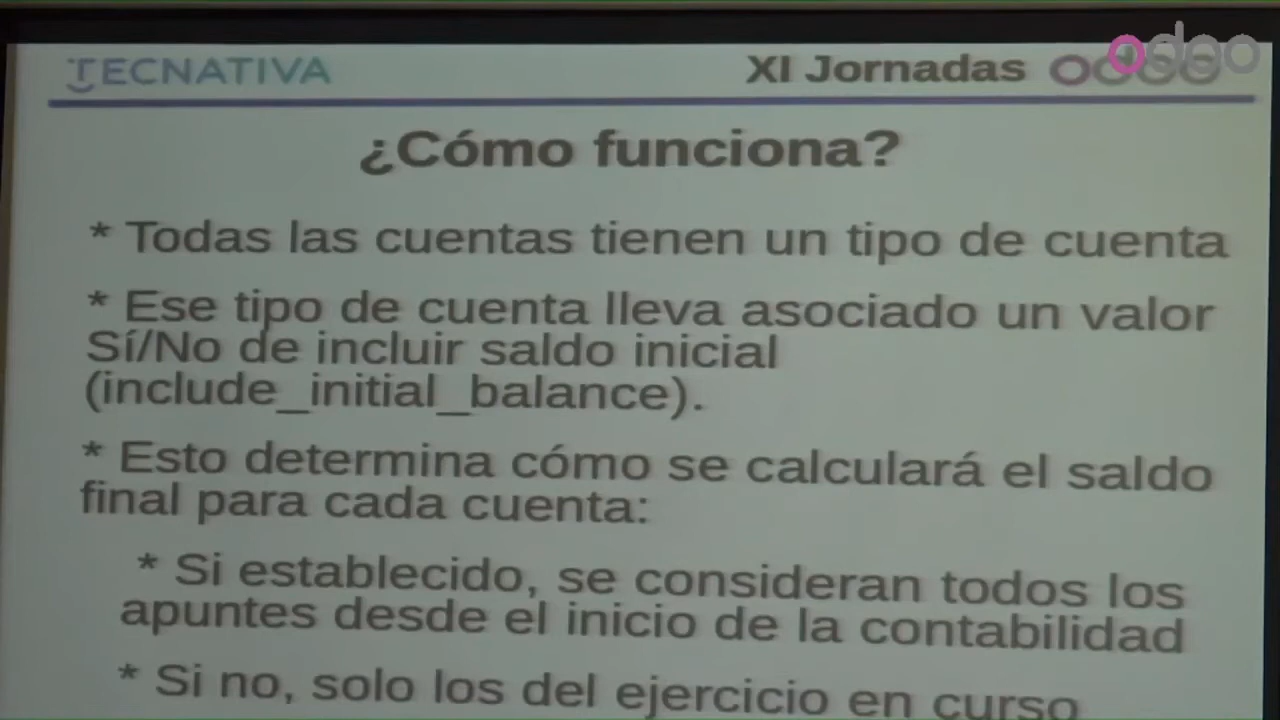 TECNATIVA
XI Jornadas odoo
odoo
¿Cómo funciona?
* Todas las cuentas tienen un tipo de cuenta
* Ese tipo de cuenta lleva asociado un valor
Sí/No de incluir saldo inicial
(include_initial_balance).
* Esto determina cómo se calculará el saldo
final para cada cuenta:
* Si establecido, se consideran todos los
apuntes desde el inicio de la contabilidad
* Si no, solo los del ejercicio en curso